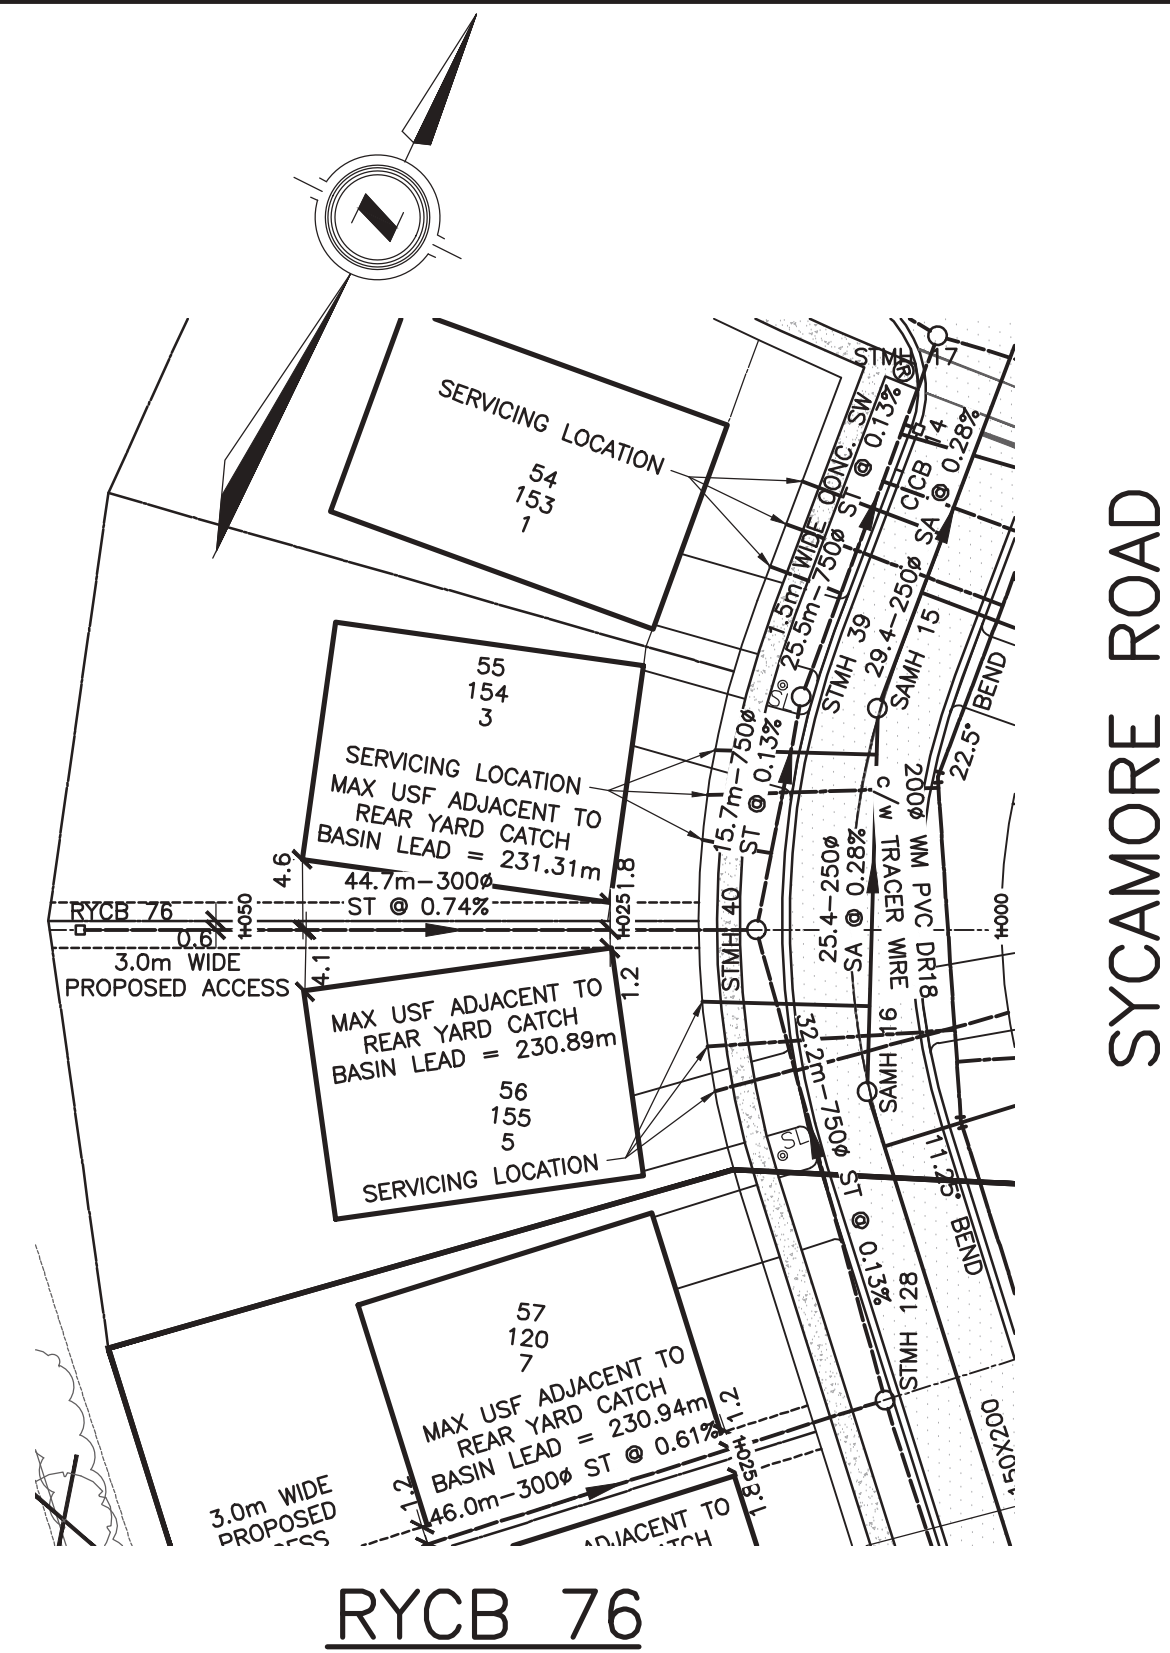 STMH 17
R
SERVICING LOCATION
54
153
1
1.5m WIDE CONC. SW
25.5m-750ø ST @ 0.13%
CICB 14
29.4-250ø SA @ 0.28%
STMH 39
SAMH 15
22.5° BEND
55
154
3
SERVICING LOCATION
MAX USF ADJACENT TO
REAR YARD CATCH
BASIN LEAD = 231.31m
SL
15.7m-750ø
ST @ 0.13%
200ø WM PVC DR18
c/w TRACER WIRE
25.4-250ø
SA @ 0.28%
4.6
44.7m-300ø
ST @ 0.74%
1.8
RYCB 76
1+050
1+025
1+000
0.6
3.0m WIDE
PROPOSED ACCESS
4.1
1.2
STMH 40
MAX USF ADJACENT TO
REAR YARD CATCH
BASIN LEAD = 230.89m
56
155
5
SERVICING LOCATION
SAMH 16
32.2m-750ø ST @ 0.13%
SL
11.25° BEND
STMH 128
57
120
7
MAX USF ADJACENT TO
REAR YARD CATCH
BASIN LEAD = 230.94m
46.0m-300ø ST @ 0.61%
1.2
1.2
1+025
1.8
3.0m WIDE
PROPOSED
ADJACENT TO
SYCAMORE ROAD
RYCB 76